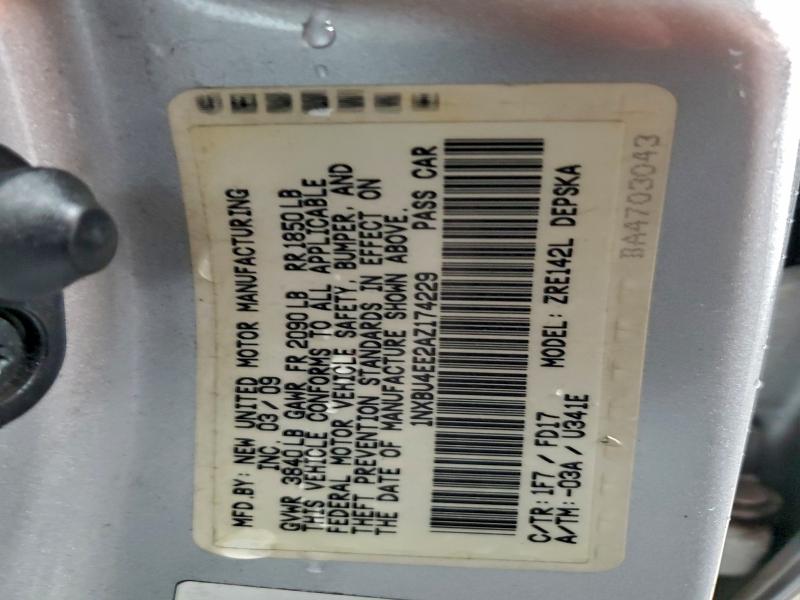 MFD.BY: NEW UNITED MOTOR MANUFACTURING
INC. 03/09
GVWR 3840LB GAWR FR 2090LB RR 1850LB
THIS VEHICLE CONFORMS TO ALL APPLICABLE
FEDERAL MOTOR VEHICLE SAFETY, BUMPER, AND
THEFT PREVENTION STANDARDS IN EFFECT ON
THE DATE OF MANUFACTURE SHOWN ABOVE.
1NXBU4EE2AZ174229 PASS CAR
C/TR: 1F7 / FD17 MODEL: ZRE142L DEPSKA
A/TM: -03A / U341E
BA4703043